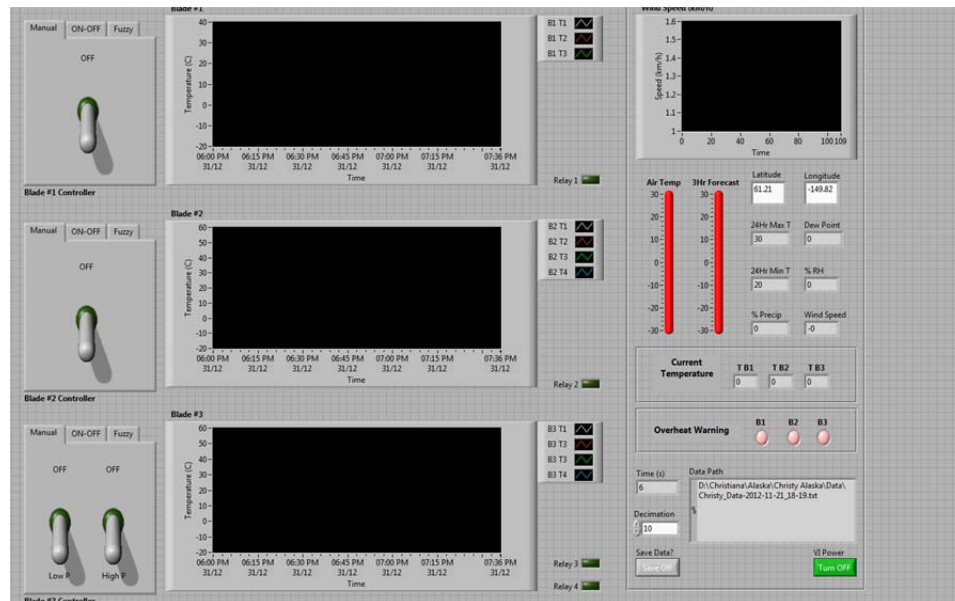 Blade #1
Manual ON-OFF Fuzzy
OFF
Blade #1 Controller
Temperature (C)
40
30
20
10
0
-10
-20
06:00 PM 06:15 PM 06:30 PM 06:45 PM 07:00 PM 07:15 PM 07:36 PM
31/12 31/12 31/12 31/12 31/12 31/12 31/12
Time
B1 T1
B1 T2
B1 T3
Relay 1
Blade #2
Manual ON-OFF Fuzzy
OFF
Blade #2 Controller
Temperature (C)
60
50
40
30
20
10
0
-10
-20
06:00 PM 06:15 PM 06:30 PM 06:45 PM 07:00 PM 07:15 PM 07:36 PM
31/12 31/12 31/12 31/12 31/12 31/12 31/12
Time
B2 T1
B2 T2
B2 T3
B2 T4
Relay 2
Blade #3
Manual ON-OFF Fuzzy
OFF OFF
Low P. High P.
Blade #3 Controller
Temperature (C)
60
50
40
30
20
10
0
-10
-20
06:00 PM 06:15 PM 06:30 PM 06:45 PM 07:00 PM 07:15 PM 07:36 PM
31/12 31/12 31/12 31/12 31/12 31/12 31/12
Time
B3 T1
B3 T3
B3 T3
B3 T4
Relay 3
Relay 4
Wind Speed (km/h)
Speed (km/h)
1.6
1.5
1.4
1.3
1.2
1.1
1
0 20 40 60 80 100 109
Time
Air Temp 3Hr Forecast
30 30
20 20
10 10
0 0
-10 -10
-20 -20
-30 -30
Latitude Longitude
61.21 -149.82
24Hr Max T Dew Point
30 0
24Hr Min T % RH
20 0
% Precip Wind Speed
0 -0
Current
Temperature
T B1 T B2 T B3
0 0 0
Overheat Warning
B1 B2 B3
Time (s) Data Path
6
D:\Christiana\Alaska\Christy Alaska\Data\
Christy_Data-2012-11-21_18-19.txt
%
Decimation
10
Save Data? VI Power
Save Off Turn OFF